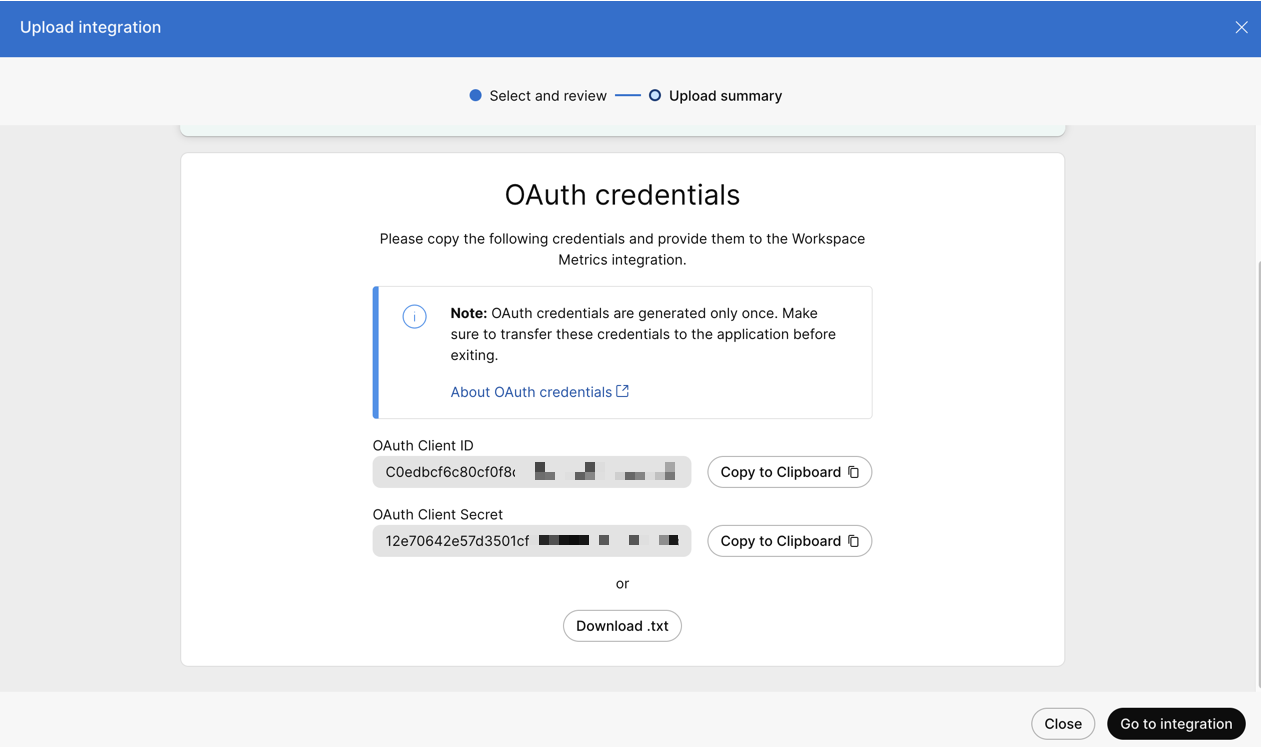 Upload integration
Select and review
Upload summary
OAuth credentials
Please copy the following credentials and provide them to the Workspace
Metrics integration.
Note: OAuth credentials are generated only once. Make
sure to transfer these credentials to the application before
exiting.
About OAuth credentials
OAuth Client ID
C0edbcf6c80cf0f8
Copy to Clipboard
OAuth Client Secret
12e70642e57d3501cf
Copy to Clipboard
or
Download .txt
Close
Go to integration